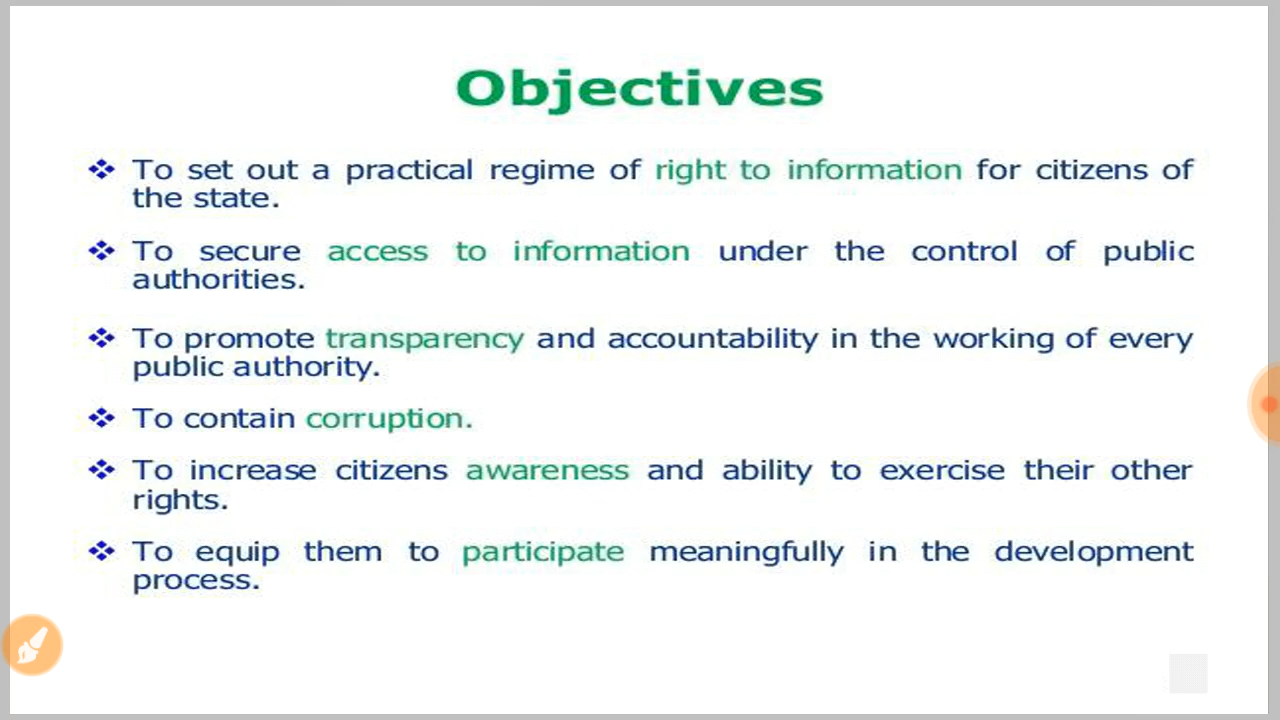 Objectives
To set out a practical regime of right to information for citizens of
the state.
To secure access to information under the control of public
authorities.
To promote transparency and accountability in the working of every
public authority.
To contain corruption.
To increase citizens awareness and ability to exercise their other
rights.
To equip them to participate meaningfully in the development
process.